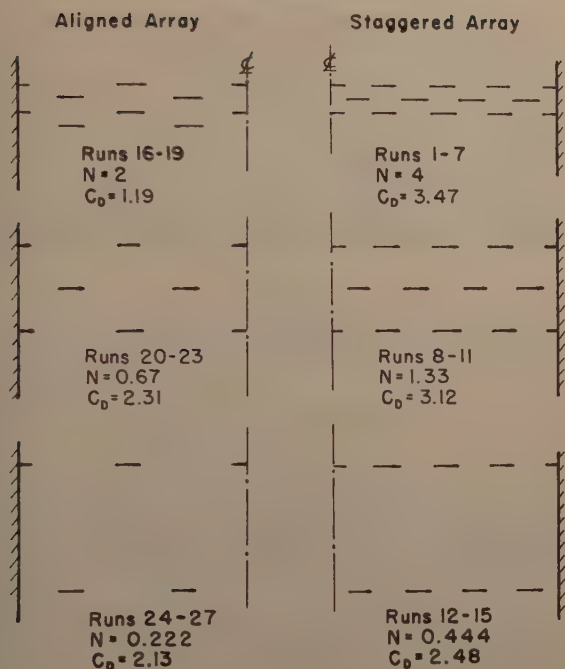 Aligned Array
Staggered Array
℄
℄
Runs 16-19
N=2
C_D=1.19
Runs 1-7
N=4
C_D=3.47
Runs 20-23
N=0.67
C_D=2.31
Runs 8-11
N=1.33
C_D=3.12
Runs 24-27
N=0.222
C_D=2.13
Runs 12-15
N=0.444
C_D=2.48